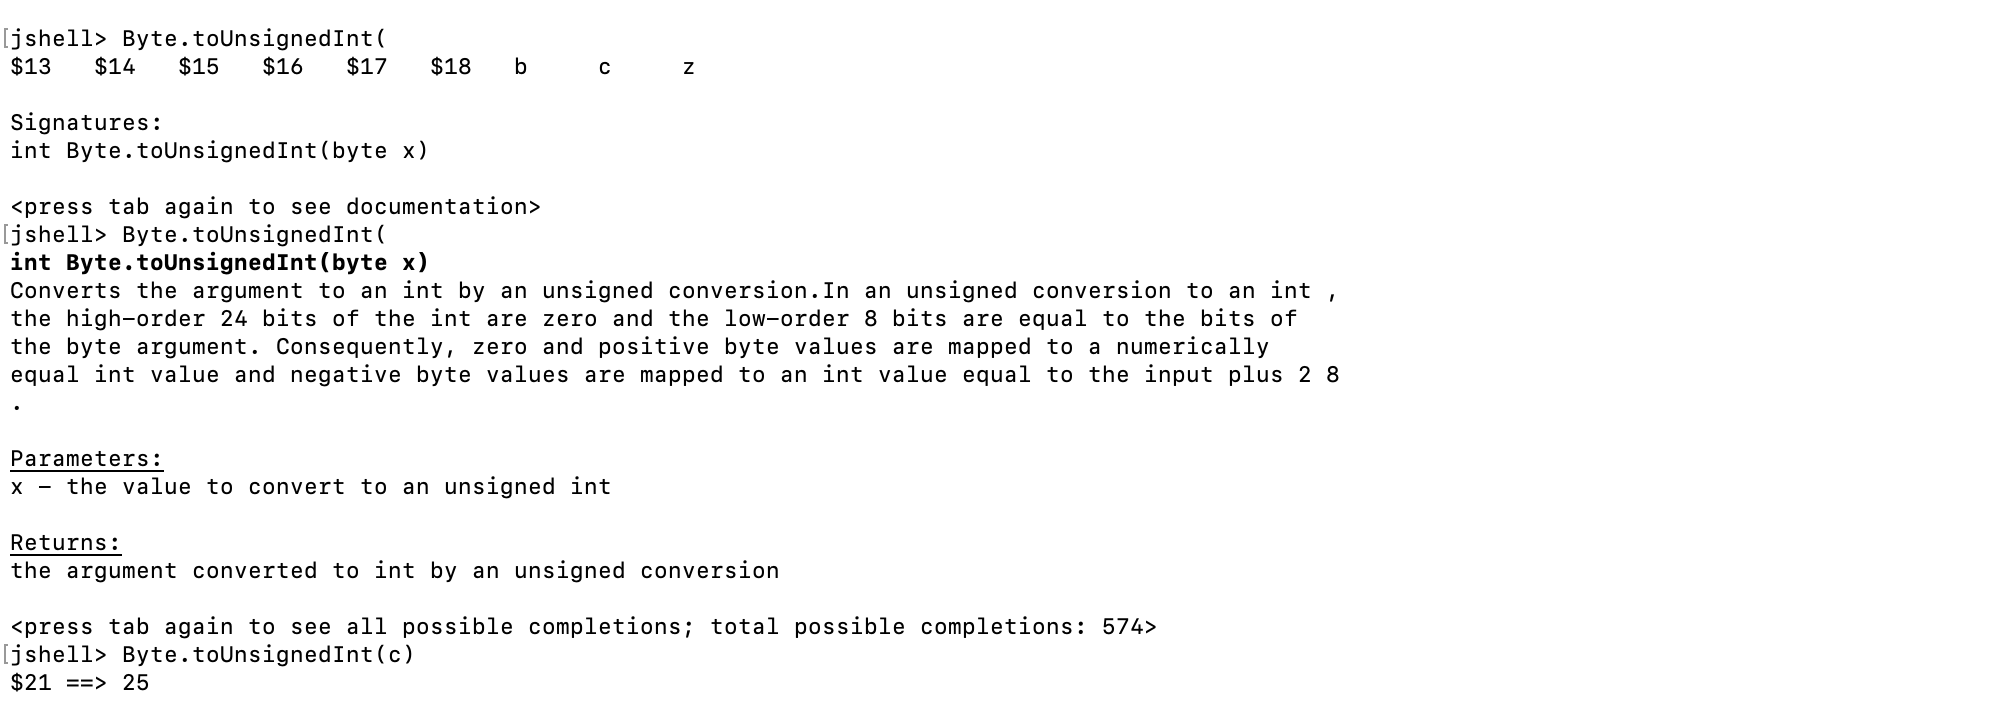 [jshell> Byte.toUnsignedInt(
$13   $14   $15   $16   $17   $18   b     c     z
Signatures:
int Byte.toUnsignedInt(byte x)
<press tab again to see documentation>
[jshell> Byte.toUnsignedInt(
int Byte.toUnsignedInt(byte x)
Converts the argument to an int by an unsigned conversion.In an unsigned conversion to an int ,
the high-order 24 bits of the int are zero and the low-order 8 bits are equal to the bits of
the byte argument. Consequently, zero and positive byte values are mapped to a numerically
equal int value and negative byte values are mapped to an int value equal to the input plus 2 8
.
Parameters:
x - the value to convert to an unsigned int
Returns:
the argument converted to int by an unsigned conversion
<press tab again to see all possible completions; total possible completions: 574>
[jshell> Byte.toUnsignedInt(c)
$21 ==> 25